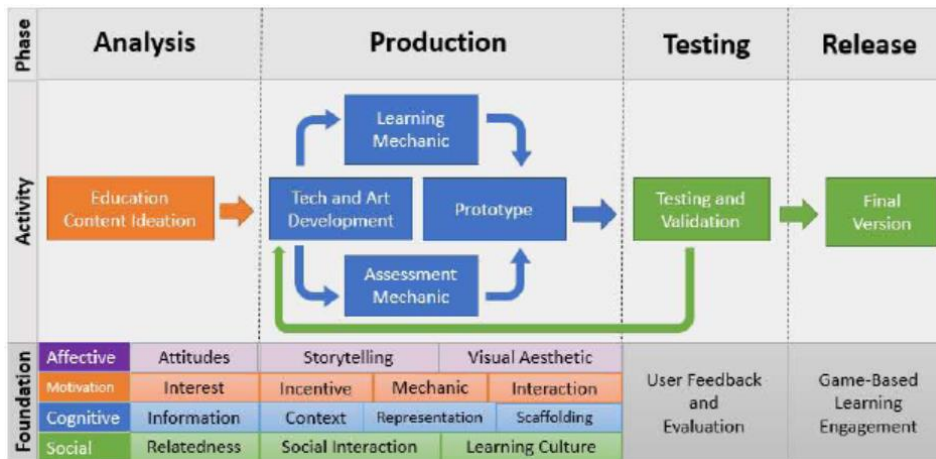 Phase
Analysis
Production
Testing
Release
Activity
Education
Content Ideation
Learning
Mechanic
Tech and Art
Development
Prototype
Assessment
Mechanic
Testing and
Validation
Final
Version
Foundation
Affective
Attitudes
Storytelling
Visual Aesthetic
Motivation
Interest
Incentive
Mechanic
Interaction
Cognitive
Information
Context
Representation
Scaffolding
Social
Relatedness
Social Interaction
Learning Culture
User Feedback
and
Evaluation
Game-Based
Learning
Engagement